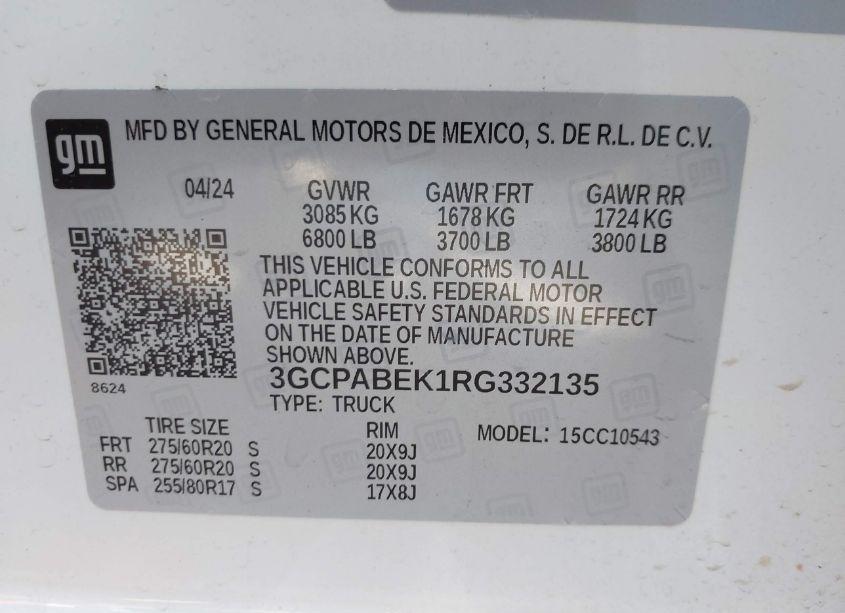 gm MFD BY GENERAL MOTORS DE MEXICO, S. DE R.L. DE C.V.
04/24 GVWR GAWR FRT GAWR RR
3085 KG 1678 KG 1724 KG
6800 LB 3700 LB 3800 LB
THIS VEHICLE CONFORMS TO ALL
APPLICABLE U.S. FEDERAL MOTOR
VEHICLE SAFETY STANDARDS IN EFFECT
ON THE DATE OF MANUFACTURE
SHOWN ABOVE.
8624
3GCPABEK1RG332135
TYPE: TRUCK
TIRE SIZE RIM MODEL: 15CC10543
FRT 275/60R20 S 20X9J
RR 275/60R20 S 20X9J
SPA 255/80R17 S 17X8J